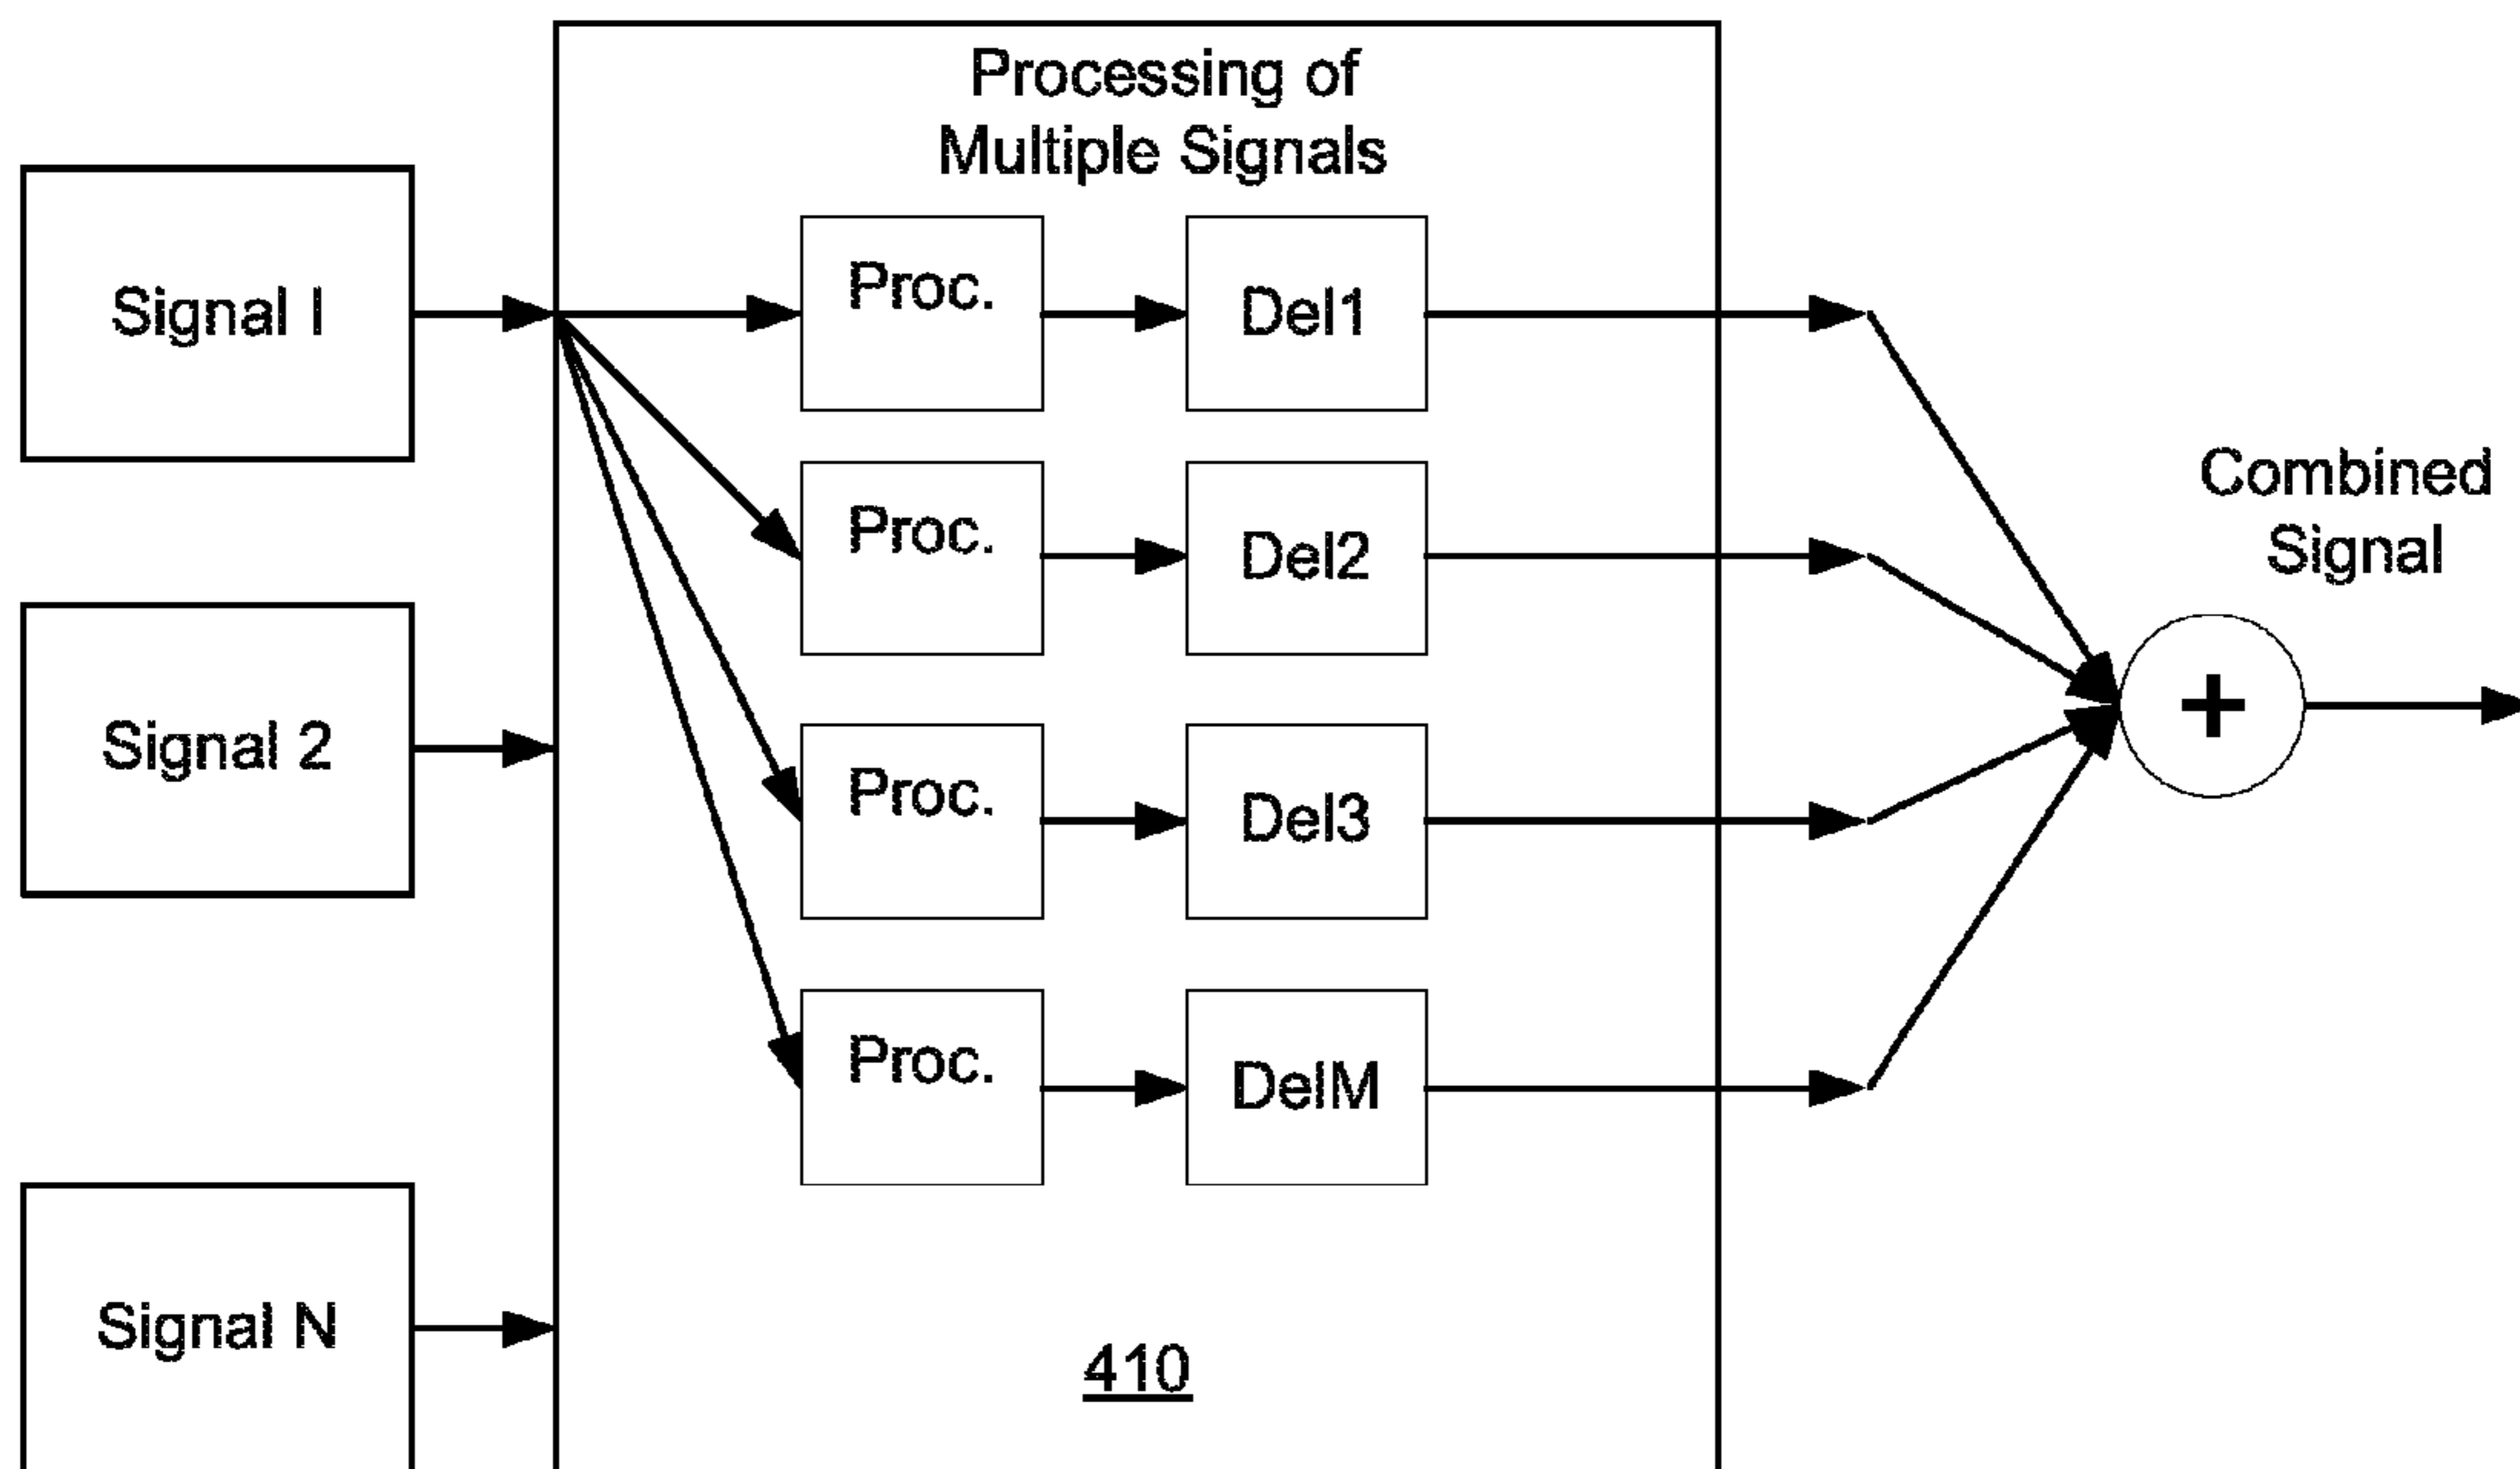 Processing of
Multiple Signals
Signal I
Proc.
Del1
Proc.
Del2
Combined
Signal
Signal 2
Proc.
Del3
+
Proc.
DelM
Signal N
410